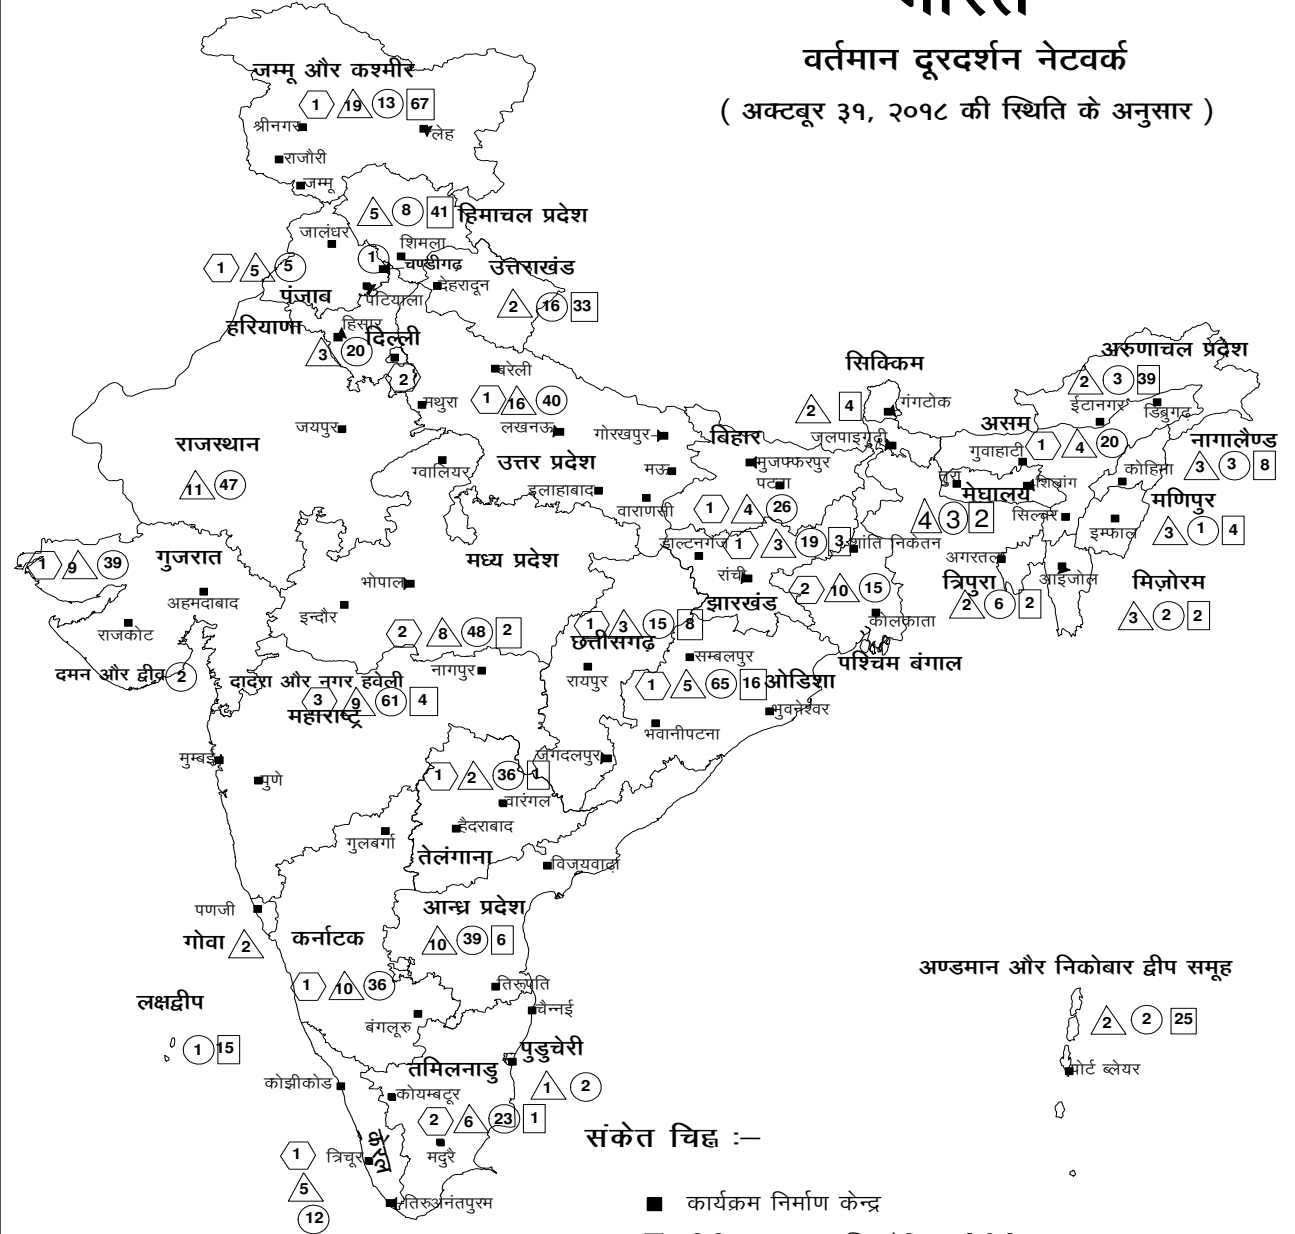 भारत
वर्तमान दूरदर्शन नेटवर्क
( अक्टबूर ३१, २०१८ की स्थिति के अनुसार )
जम्मू और कश्मीर
1 19 13 67
श्रीनगर
लेह
राजौरी
जम्मू
5 8 41 हिमाचल प्रदेश
जालंधर
शिमला
1
चण्डीगढ़
1 5 5
पंजाब
पटियाला
देहरादून
उत्तराखंड
2 16 33
हरियाणा
हिसार
दिल्ली
3 20
2
बरेली
मथुरा
1 16 40
लखनऊ
गोरखपुर
जयपुर
राजस्थान
11 47
ग्वालियर
उत्तर प्रदेश
मऊ
इलाहाबाद
वाराणसी
बिहार
मुजफ्फरपुर
पटना
1 4 26
सिक्किम
2 4
गंगटोक
जलपाइगुढ़ी
अरुणाचल प्रदेश
2 3 39
ईटानगर
डिब्रुगढ़
असम
1 4 20
गुवाहाटी
नागालैण्ड
3 3 8
कोहिमा
तुरा
शिलांग
मेघालय
4 3 2
सिल्चर
मणिपुर
3 1 4
इम्फाल
अगरतला
आइजोल
त्रिपुरा
2 6 2
मिज़ोरम
3 2 2
गुजरात
1 9 39
अहमदाबाद
राजकोट
मध्य प्रदेश
भोपाल
इन्दौर
2 8 48 2
डाल्टनगंज
1 3 19 3
शांति निकेतन
रांची
झारखंड
2 10 15
कोलकाता
पश्चिम बंगाल
1 3 15 8
छत्तीसगढ़
रायपुर
सम्बलपुर
1 5 65 16 ओडिशा
भुवनेश्वर
भवानीपटना
जगदलपुर
दमन और द्वीव 2
दादरा और नगर हवेली
नागपुर
3 9 61 4
महाराष्ट्र
मुम्बई
पुणे
1 2 36 1
वारंगल
हैदराबाद
गुलबर्गा
तेलंगाना
विजयवाढ़ा
पणजी
गोवा 2
आन्ध्र प्रदेश
10 39 6
कर्नाटक
1 10 36
तिरूपति
चैन्नई
बंगलूरु
लक्षद्वीप
1 15
अण्डमान और निकोबार द्वीप समूह
2 2 25
पोर्ट ब्लेयर
पुडुचेरी
1 2
तमिलनाडु
कोझीकोड
कोयम्बटूर
2 6 23 1
मदुरै
केरल
1
त्रिचूर
5
12
तिरुअनंतपुरम
संकेत चिह्न :–
कार्यक्रम निर्माण केन्द्र